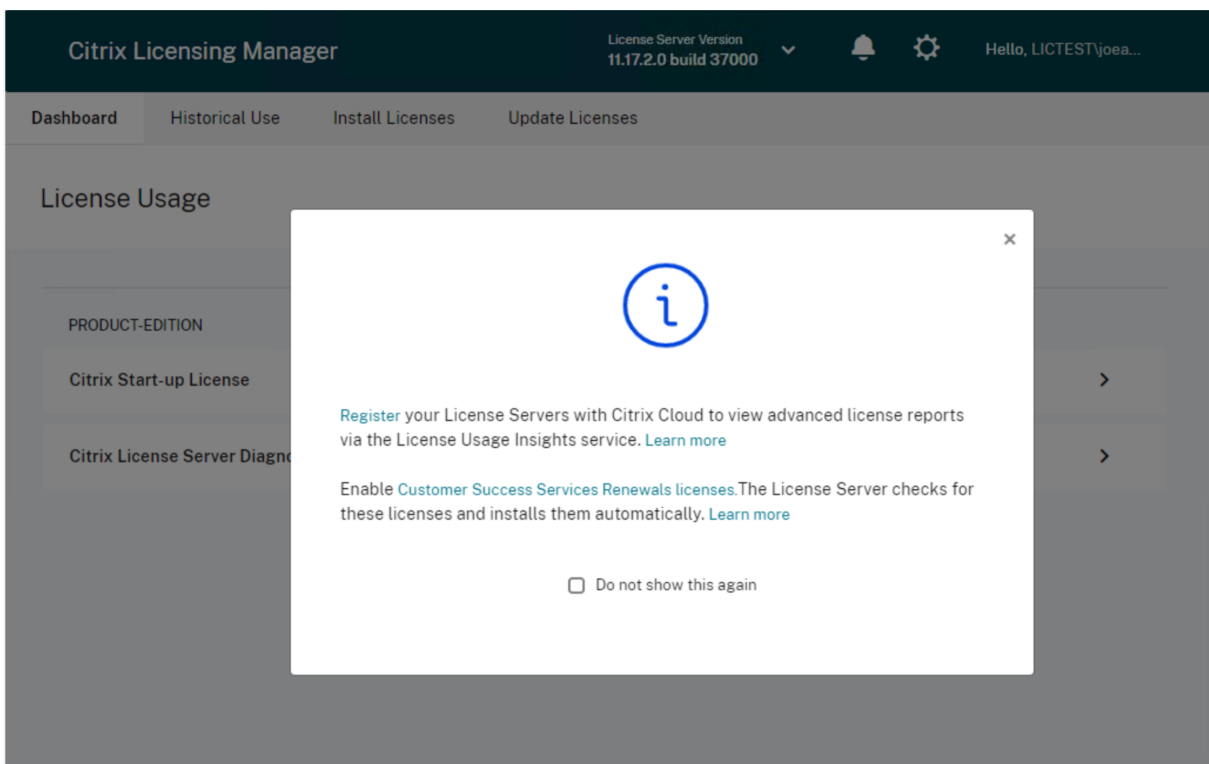 Citrix Licensing Manager
License Server Version
11.17.2.0 build 37000
Hello, LICTEST\joea...
Dashboard
Historical Use
Install Licenses
Update Licenses
License Usage
PRODUCT-EDITION
Citrix Start-up License
Citrix License Server Diagno
Register your License Servers with Citrix Cloud to view advanced license reports
via the License Usage Insights service. Learn more
Enable Customer Success Services Renewals licenses.The License Server checks for
these licenses and installs them automatically. Learn more
Do not show this again